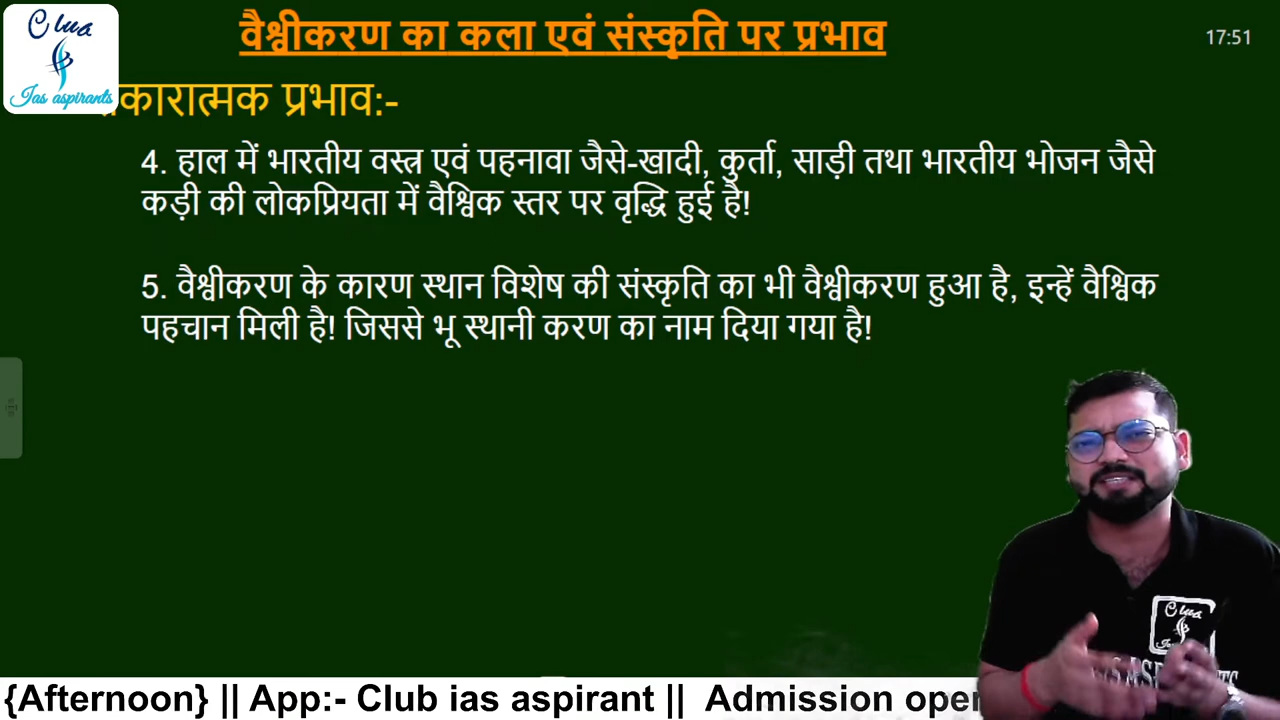 Clua
Ias aspirants
वैश्वीकरण का कला एवं संस्कृति पर प्रभाव
17:51
कारात्मक प्रभाव:-
4. हाल में भारतीय वस्त्र एवं पहनावा जैसे-खादी, कुर्ता, साड़ी तथा भारतीय भोजन जैसे
कड़ी की लोकप्रियता में वैश्विक स्तर पर वृद्धि हुई है!
5. वैश्वीकरण के कारण स्थान विशेष की संस्कृति का भी वैश्वीकरण हुआ है, इन्हें वैश्विक
पहचान मिली है! जिससे भू स्थानी करण का नाम दिया गया है!
Clua
{Afternoon} || App:- Club ias aspirant || Admission open